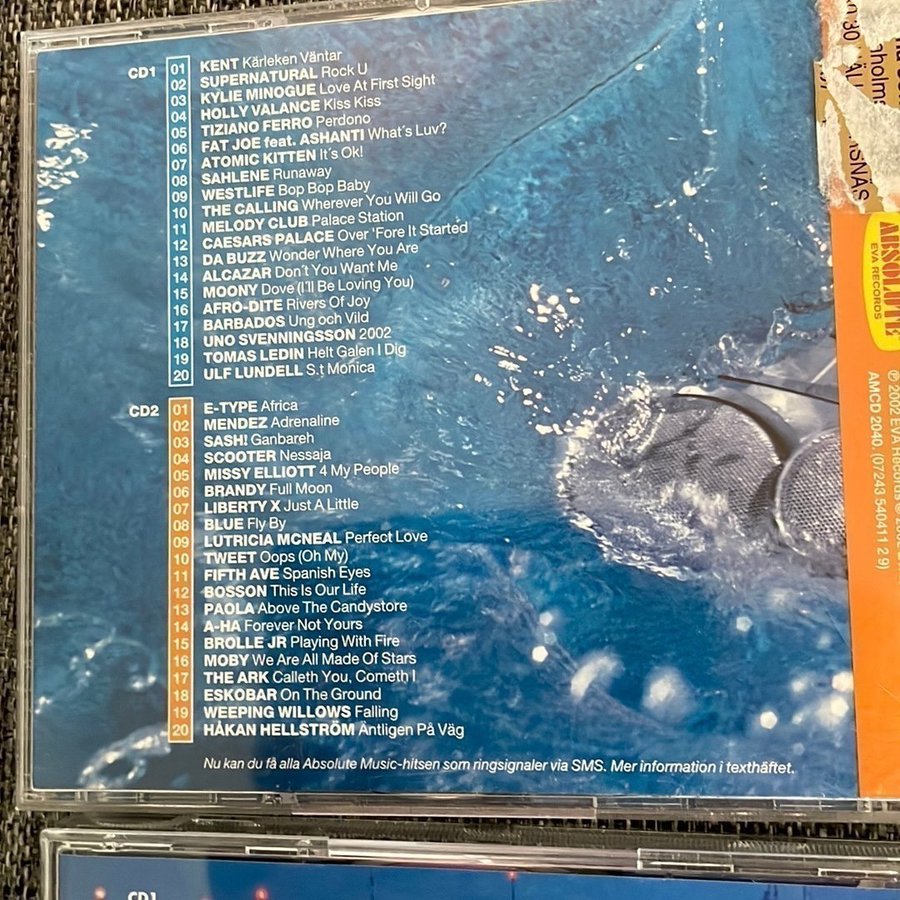 CD1
01 KENT Kärleken Väntar
02 SUPERNATURAL Rock U
03 KYLIE MINOGUE Love At First Sight
04 HOLLY VALANCE Kiss Kiss
05 TIZIANO FERRO Perdono
06 FAT JOE feat. ASHANTI What´s Luv?
07 ATOMIC KITTEN It´s Ok!
08 SAHLENE Runaway
09 WESTLIFE Bop Bop Baby
10 THE CALLING Wherever You Will Go
11 MELODY CLUB Palace Station
12 CAESARS PALACE Over 'Fore It Started
13 DA BUZZ Wonder Where You Are
14 ALCAZAR Don´t You Want Me
15 MOONY Dove (I´ll Be Loving You)
16 AFRO-DITE Rivers Of Joy
17 BARBADOS Ung och Vild
18 UNO SVENNINGSSON 2002
19 TOMAS LEDIN Helt Galen I Dig
20 ULF LUNDELL S:t Monica
CD2
01 E-TYPE Africa
02 MENDEZ Adrenaline
03 SASH! Ganbareh
04 SCOOTER Nessaja
05 MISSY ELLIOTT 4 My People
06 BRANDY Full Moon
07 LIBERTY X Just A Little
08 BLUE Fly By
09 LUTRICIA MCNEAL Perfect Love
10 TWEET Oops (Oh My)
11 FIFTH AVE Spanish Eyes
12 BOSSON This Is Our Life
13 PAOLA Above The Candystore
14 A-HA Forever Not Yours
15 BROLLE JR Playing With Fire
16 MOBY We Are All Made Of Stars
17 THE ARK Calleth You, Cometh I
18 ESKOBAR On The Ground
19 WEEPING WILLOWS Falling
20 HÅKAN HELLSTRÖM Äntligen På Väg
Nu kan du få alla Absolute Music-hitsen som ringsignaler via SMS. Mer information i texthäftet.
ABSOLUTE
EVA RECORDS
℗ 2002 EVA Records © 2002
AMCD 2040. (07243 540411 2 9)
CD1